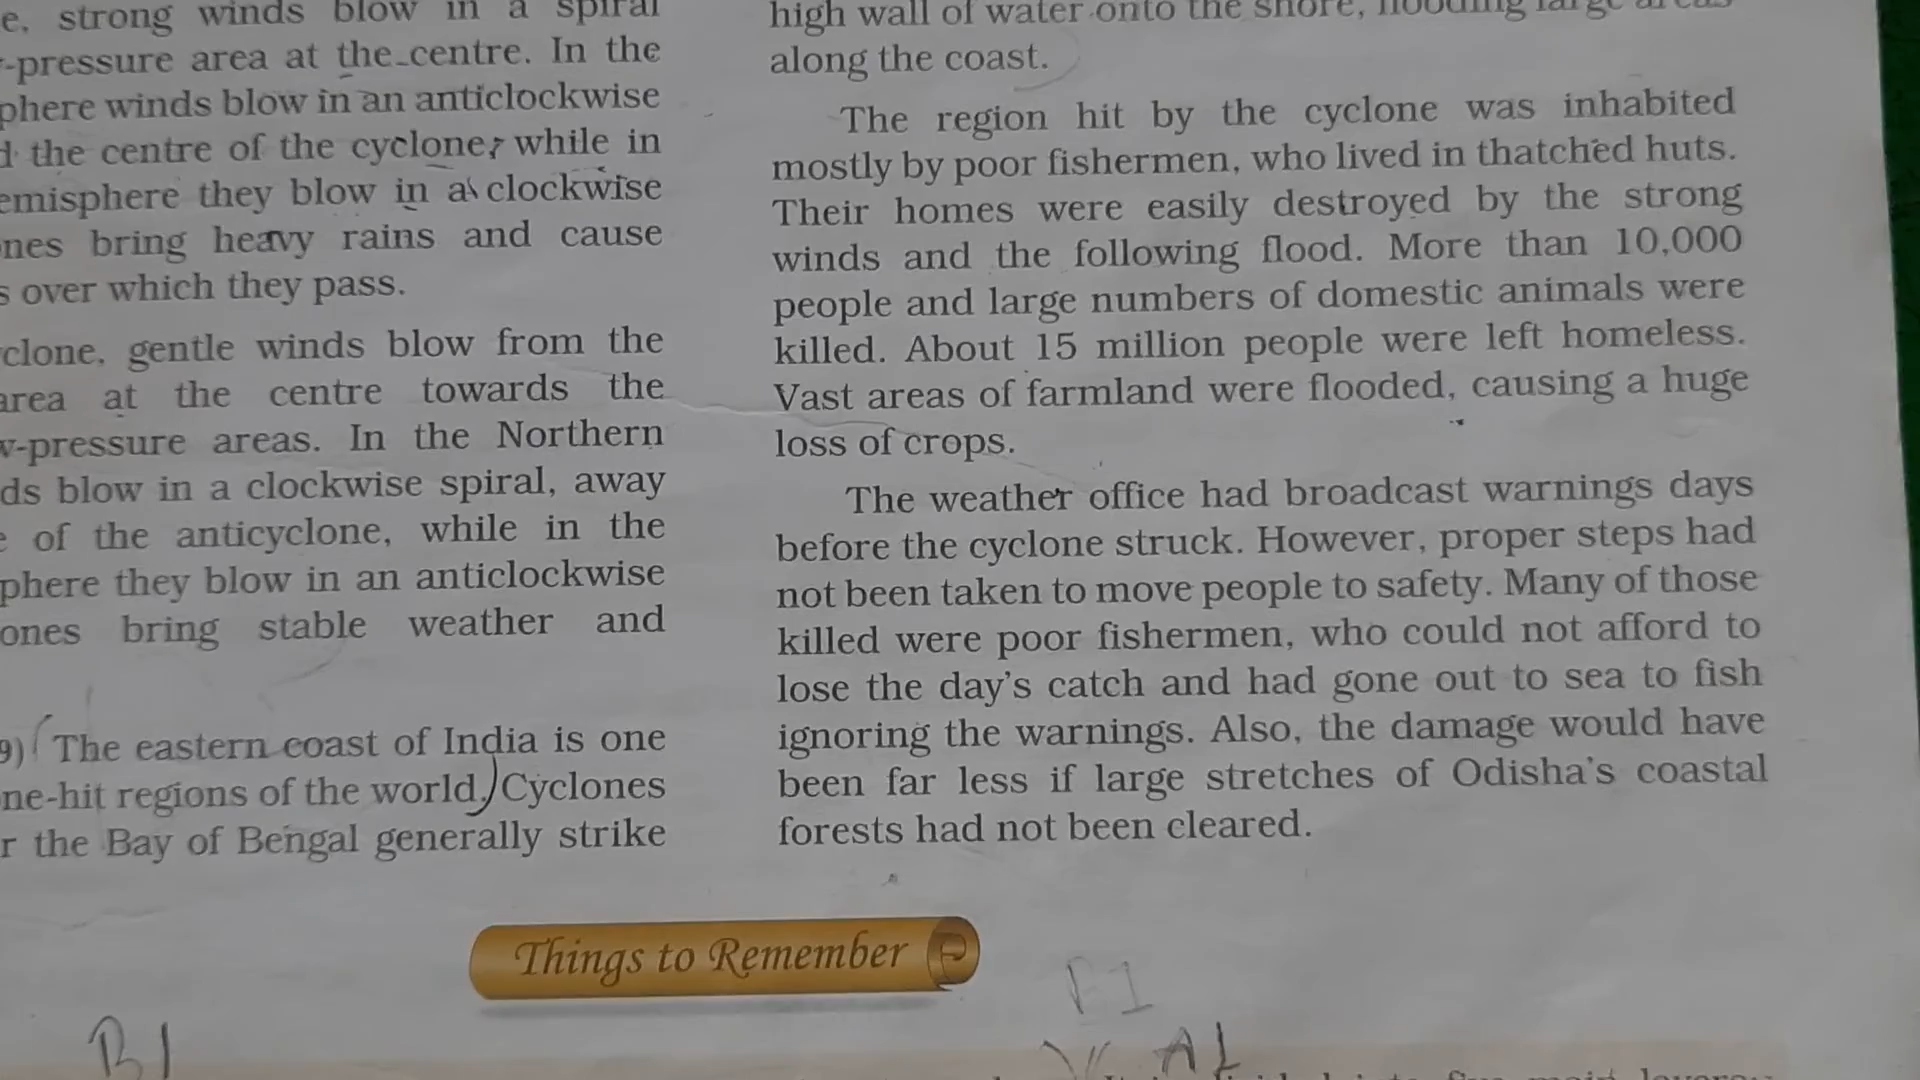 strong winds blow in a spiral
-pressure area at the centre. In the
phere winds blow in an anticlockwise
the centre of the cyclone, while in
emisphere they blow in a clockwise
nes bring heavy rains and cause
s over which they pass.
clone, gentle winds blow from the
area at the centre towards the
w-pressure areas. In the Northern
ds blow in a clockwise spiral, away
of the anticyclone, while in the
phere they blow in an anticlockwise
ones bring stable weather and
9) The eastern coast of India is one
ne-hit regions of the world. Cyclones
r the Bay of Bengal generally strike
high wall of water onto the shore, flooding large areas
along the coast.
The region hit by the cyclone was inhabited
mostly by poor fishermen, who lived in thatched huts.
Their homes were easily destroyed by the strong
winds and the following flood. More than 10,000
people and large numbers of domestic animals were
killed. About 15 million people were left homeless.
Vast areas of farmland were flooded, causing a huge
loss of crops.
The weather office had broadcast warnings days
before the cyclone struck. However, proper steps had
not been taken to move people to safety. Many of those
killed were poor fishermen, who could not afford to
lose the day's catch and had gone out to sea to fish
ignoring the warnings. Also, the damage would have
been far less if large stretches of Odisha's coastal
forests had not been cleared.
Things to Remember